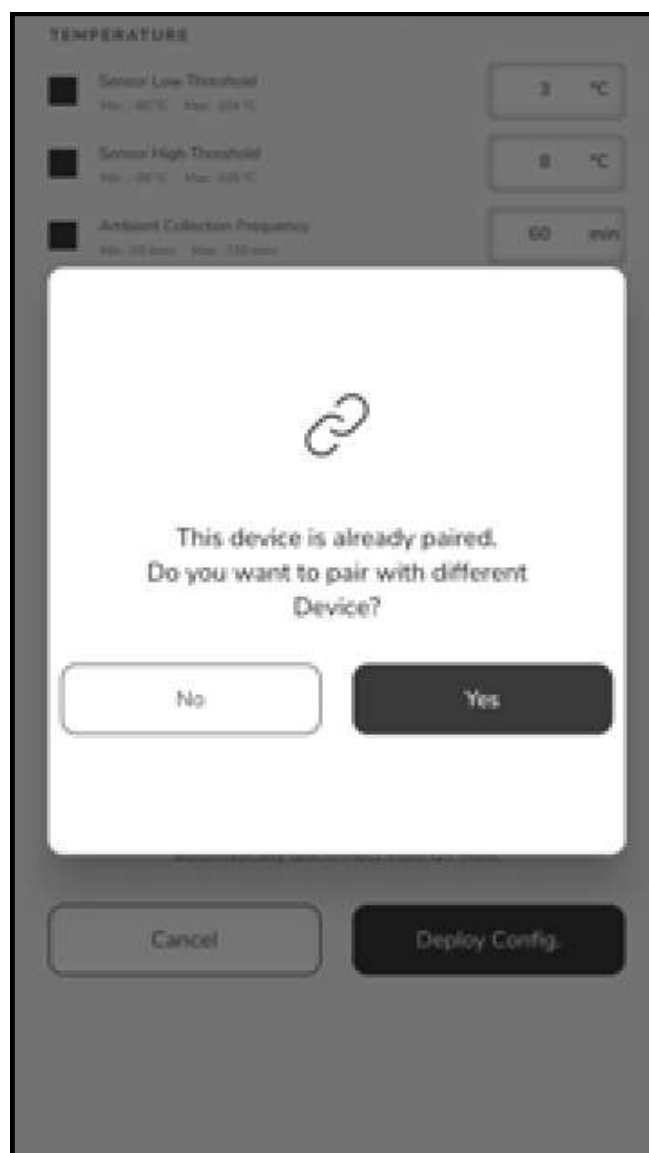 TEMPERATURE
Sensor Low Threshold
3 °C
Sensor High Threshold
8 °C
Ambient Collection Frequency
60 min
This device is already paired.
Do you want to pair with different
Device?
No
Yes
Cancel
Deploy Config.